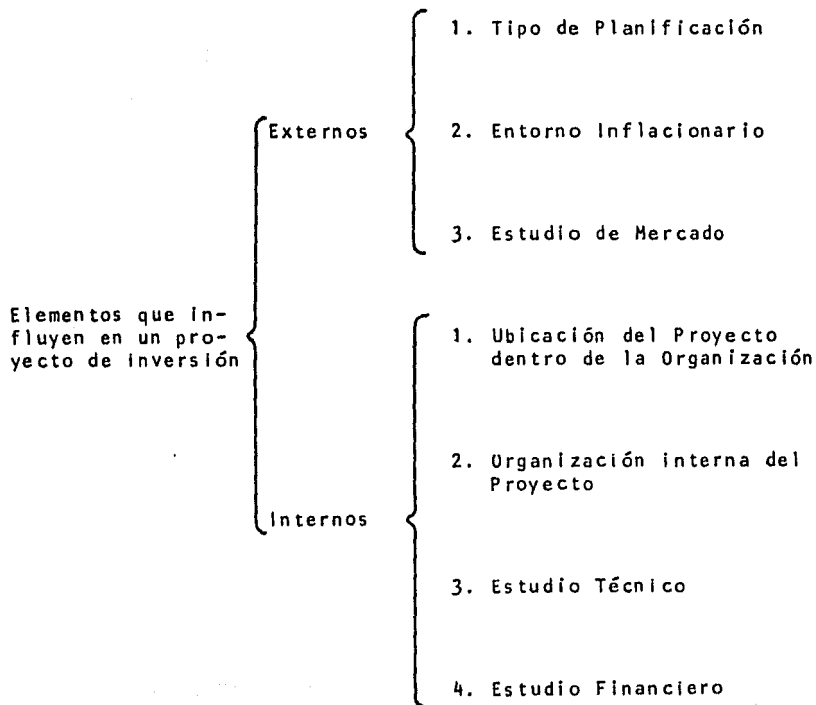 Elementos que in-
fluyen en un pro-
yecto de inversión
Externos
1. Tipo de Planificación
2. Entorno Inflacionario
3. Estudio de Mercado
Internos
1. Ubicación del Proyecto
dentro de la Organización
2. Organización interna del
Proyecto
3. Estudio Técnico
4. Estudio Financiero